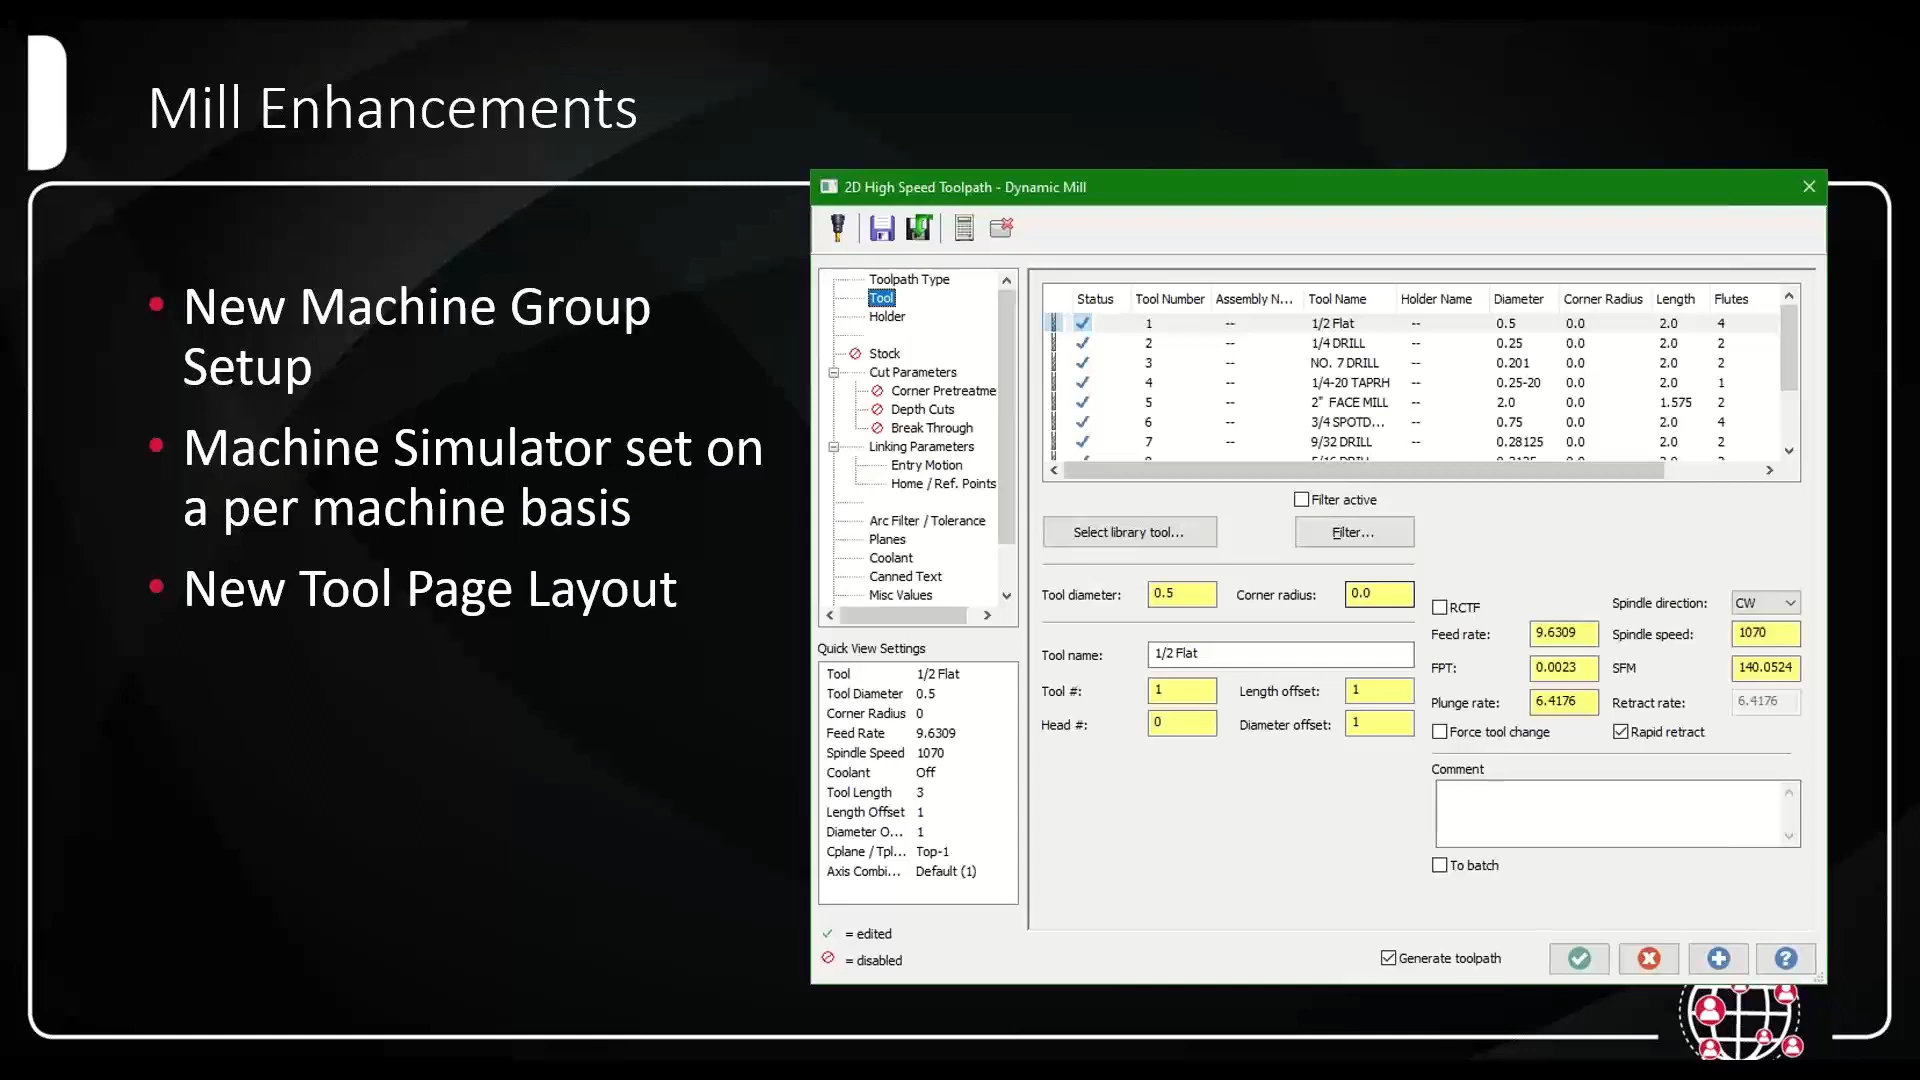 Mill Enhancements
• New Machine Group
Setup
• Machine Simulator set on
a per machine basis
• New Tool Page Layout
2D High Speed Toolpath - Dynamic Mill
Toolpath Type
Tool
Holder
Stock
Cut Parameters
Corner Pretreatme
Depth Cuts
Break Through
Linking Parameters
Entry Motion
Home / Ref. Points
Arc Filter / Tolerance
Planes
Coolant
Canned Text
Misc Values
Quick View Settings
Tool 1/2 Flat
Tool Diameter 0.5
Corner Radius 0
Feed Rate 9.6309
Spindle Speed 1070
Coolant Off
Tool Length 3
Length Offset 1
Diameter O... 1
Cplane / Tpl... Top-1
Axis Combi... Default (1)
= edited
= disabled
Status Tool Number Assembly N... Tool Name Holder Name Diameter Corner Radius Length Flutes
1 -- 1/2 Flat -- 0.5 0.0 2.0 4
2 -- 1/4 DRILL -- 0.25 0.0 2.0 2
3 -- NO. 7 DRILL -- 0.201 0.0 2.0 2
4 -- 1/4-20 TAPRH -- 0.25-20 0.0 2.0 1
5 -- 2" FACE MILL -- 2.0 0.0 1.575 2
6 -- 3/4 SPOTD... -- 0.75 0.0 2.0 4
7 -- 9/32 DRILL -- 0.28125 0.0 2.0 2
Filter active
Select library tool... Filter...
Tool diameter: 0.5 Corner radius: 0.0
Tool name: 1/2 Flat
Tool #: 1 Length offset: 1
Head #: 0 Diameter offset: 1
RCTF Spindle direction: CW
Feed rate: 9.6309 Spindle speed: 1070
FPT: 0.0023 SFM 140.0524
Plunge rate: 6.4176 Retract rate: 6.4176
Force tool change Rapid retract
Comment
To batch
Generate toolpath